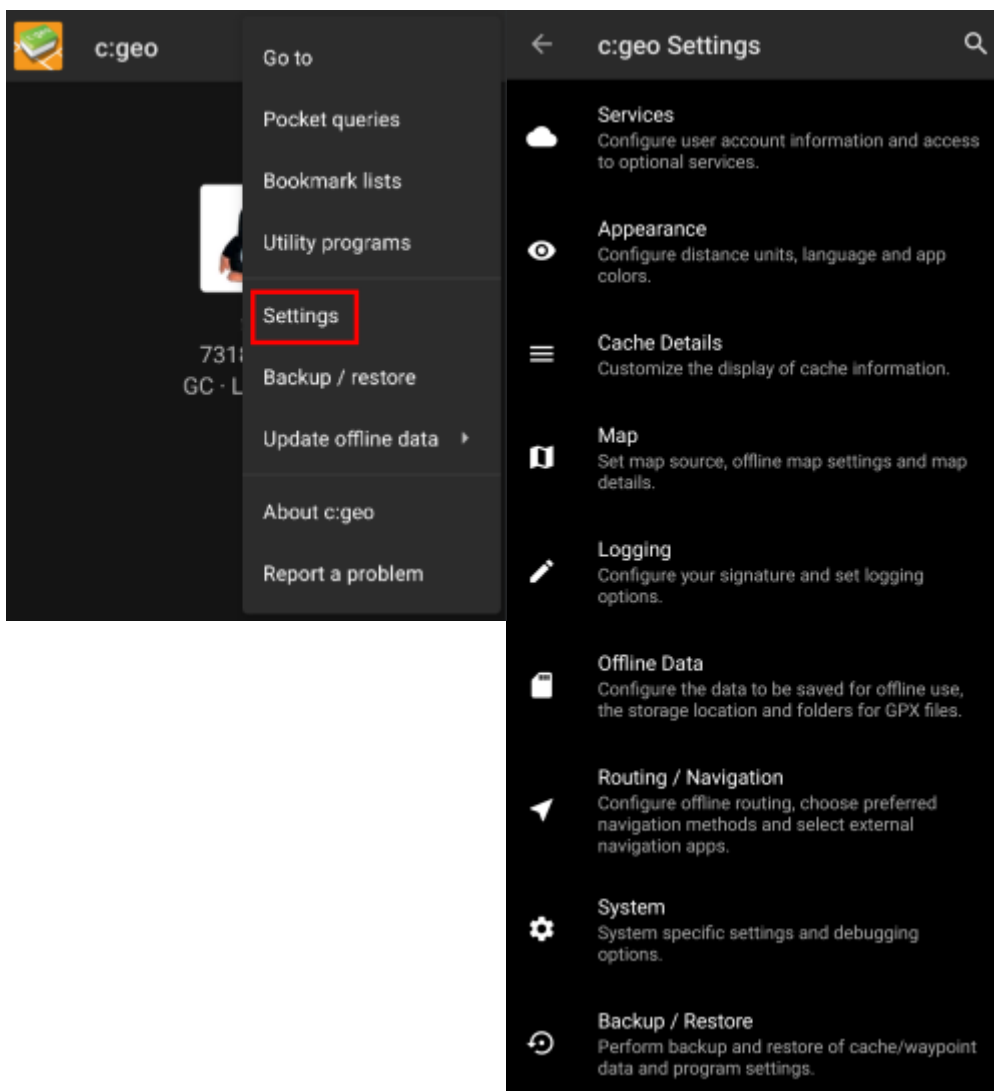 c:geo
Go to
Pocket queries
Bookmark lists
Utility programs
Settings
Backup / restore
Update offline data
About c:geo
Report a problem
731
GC · L
c:geo Settings
Services
Configure user account information and access
to optional services.
Appearance
Configure distance units, language and app
colors.
Cache Details
Customize the display of cache information.
Map
Set map source, offline map settings and map
details.
Logging
Configure your signature and set logging
options.
Offline Data
Configure the data to be saved for offline use,
the storage location and folders for GPX files.
Routing / Navigation
Configure offline routing, choose preferred
navigation methods and select external
navigation apps.
System
System specific settings and debugging
options.
Backup / Restore
Perform backup and restore of cache/waypoint
data and program settings.